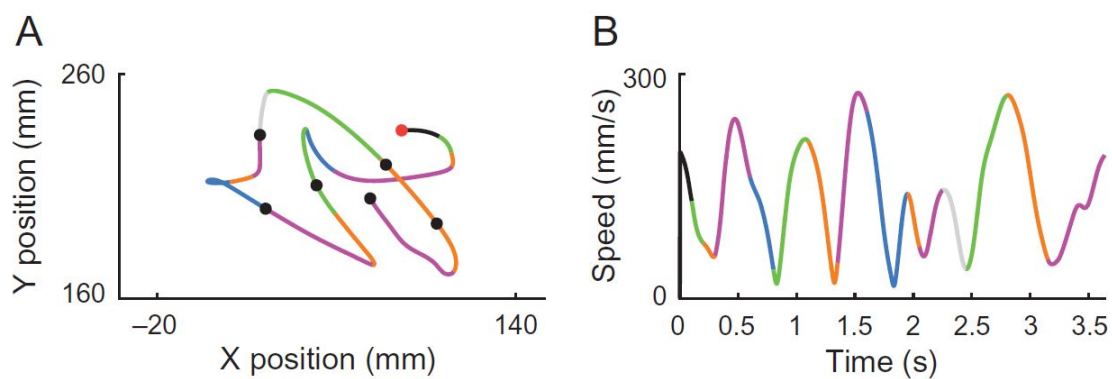 A
260
Y position (mm)
160
–20
140
X position (mm)
B
300
Speed (mm/s)
0
0
0.5
1
1.5
2
2.5
3
3.5
Time (s)